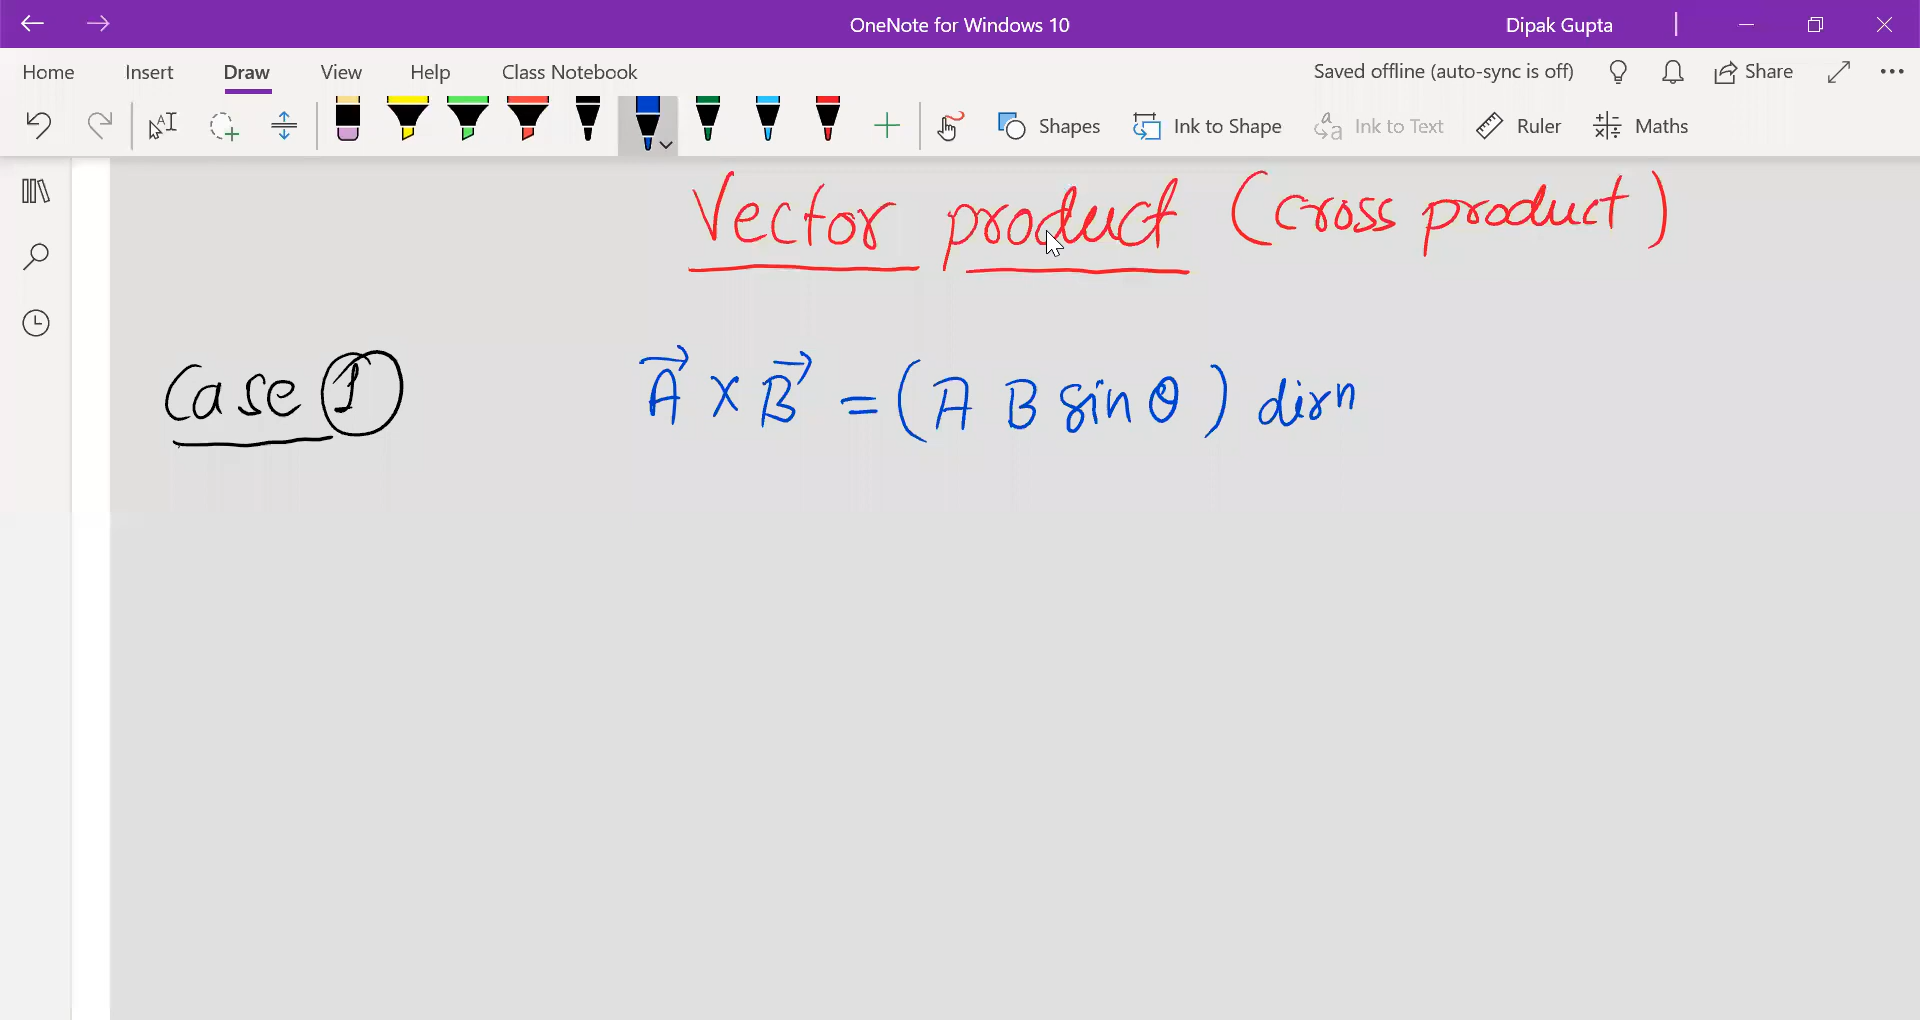 OneNote for Windows 10 Dipak Gupta
Home Insert Draw View Help Class Notebook Saved offline (auto-sync is off) Share
Shapes Ink to Shape Ink to Text Ruler Maths
Vector product (cross product)
Case 1 A⃗ × B⃗ = (A B sin θ) dirn